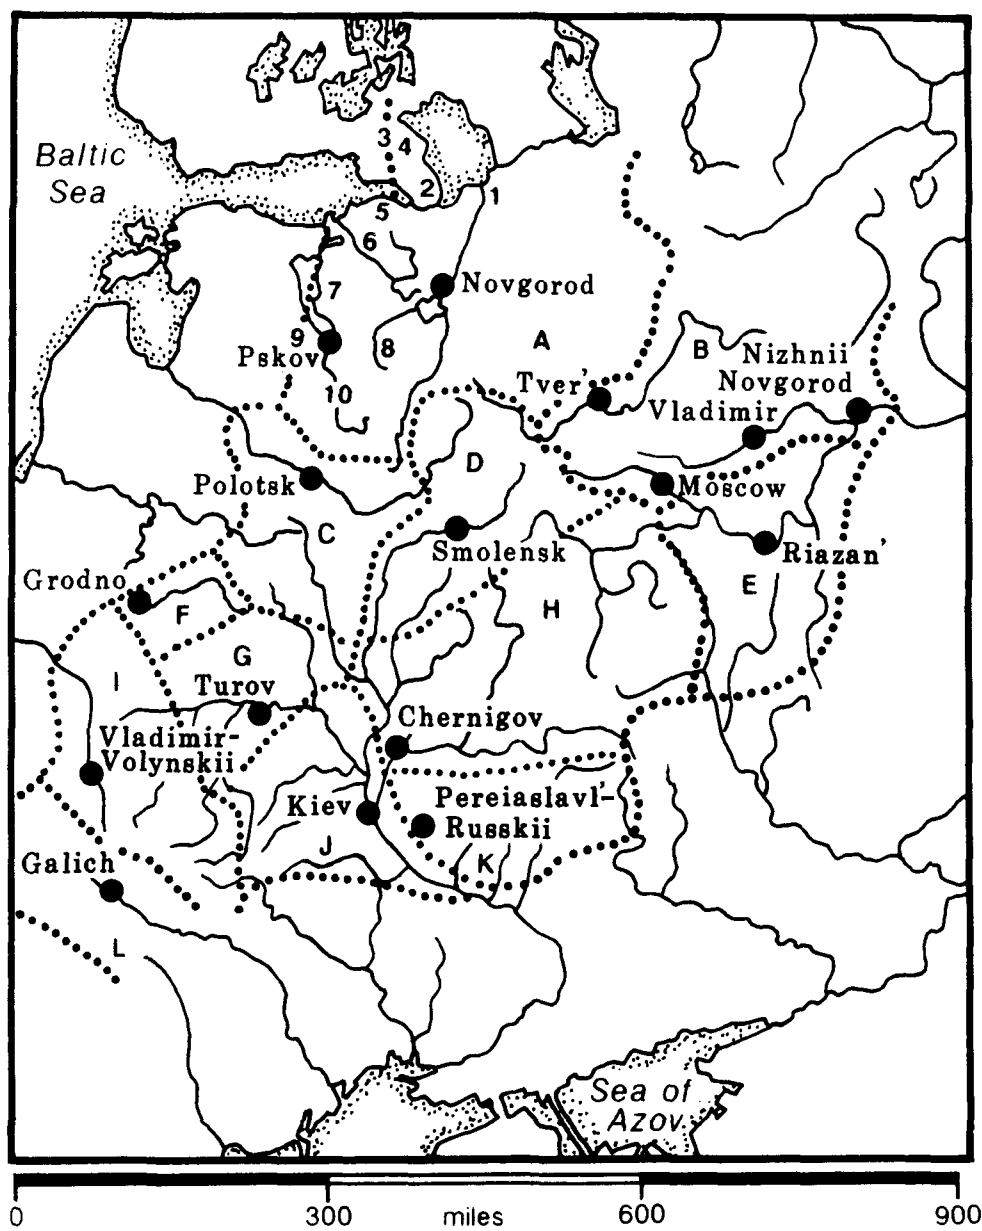 Baltic
Sea
3
4
2
1
5
6
7
Novgorod
9
Pskov
8
A
B
Nizhnii
Novgorod
Tver'
10
Vladimir
D
Polotsk
Moscow
C
Smolensk
Riazan'
Grodno
F
H
E
G
I
Turov
Chernigov
Vladimir-
Volynskii
Kiev
Pereiaslavl'-
Russkii
J
K
Galich
L
Sea of
Azov
0
300
miles
600
900